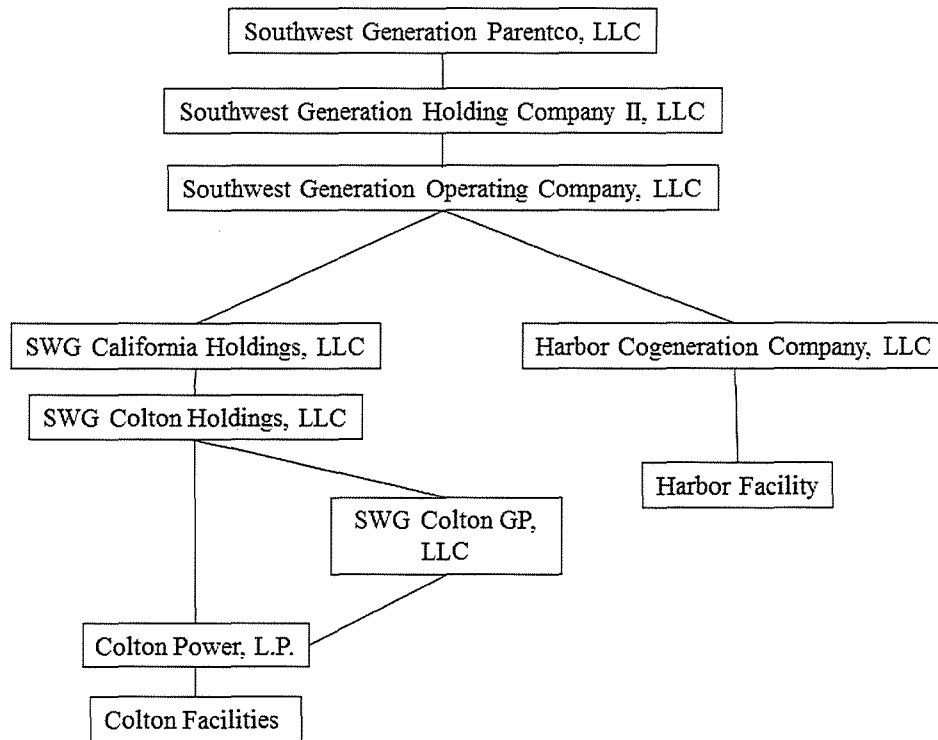 Southwest Generation Parentco, LLC
Southwest Generation Holding Company II, LLC
Southwest Generation Operating Company, LLC
SWG California Holdings, LLC
Harbor Cogeneration Company, LLC
SWG Colton Holdings, LLC
Harbor Facility
SWG Colton GP,
LLC
Colton Power, L.P.
Colton Facilities